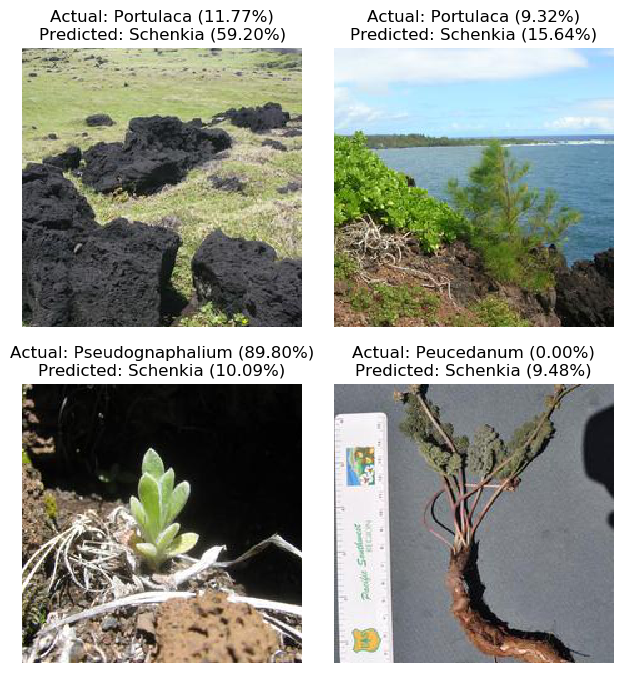 Actual: Portulaca (11.77%)
Predicted: Schenkia (59.20%)
Actual: Portulaca (9.32%)
Predicted: Schenkia (15.64%)
Actual: Pseudognaphalium (89.80%)
Predicted: Schenkia (10.09%)
Actual: Peucedanum (0.00%)
Predicted: Schenkia (9.48%)
Pacific Southwest
REGION